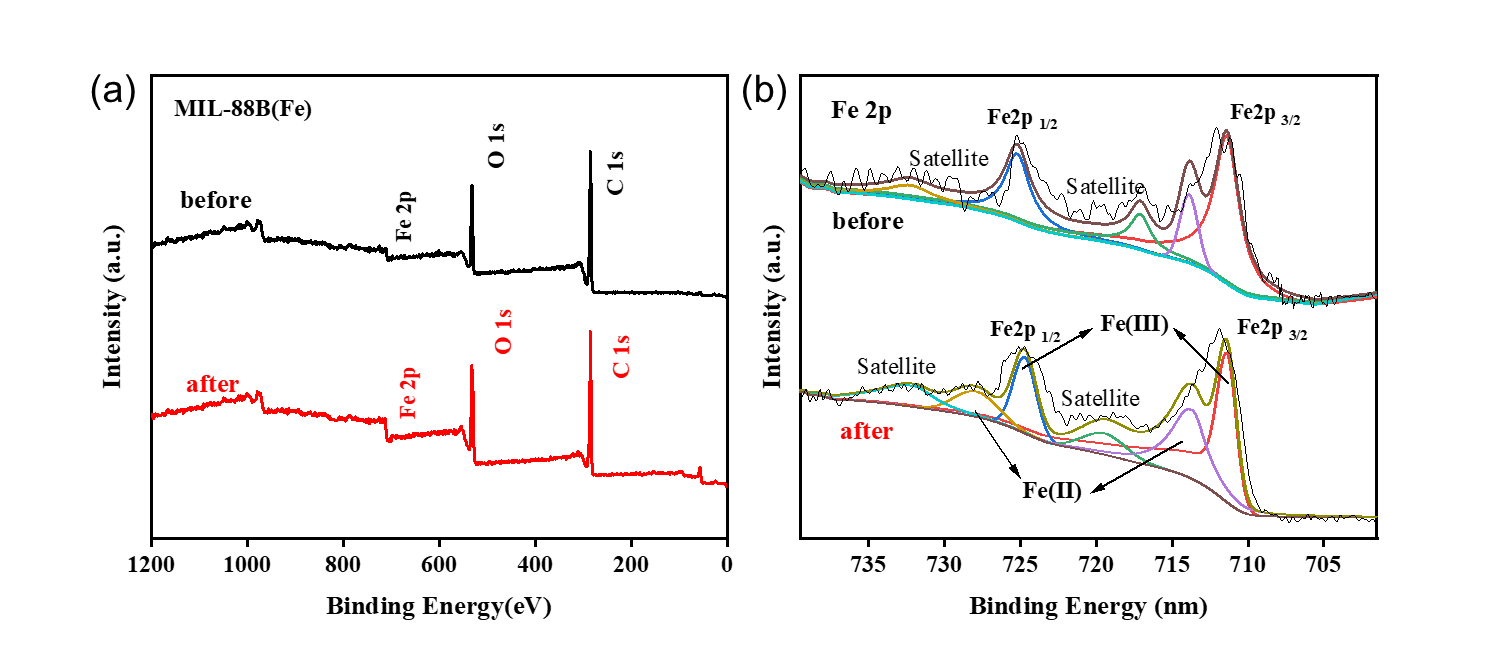 (a)
MIL-88B(Fe)
before
Fe 2p
O 1s
C 1s
after
Fe 2p
O 1s
C 1s
Intensity (a.u.)
1200 1000 800 600 400 200 0
Binding Energy(eV)
(b)
Fe 2p
Fe2p 1/2
Fe2p 3/2
Satellite
Satellite
before
Fe2p 1/2
Fe(III)
Fe2p 3/2
Satellite
Satellite
after
Fe(II)
Intensity (a.u.)
735 730 725 720 715 710 705
Binding Energy (nm)